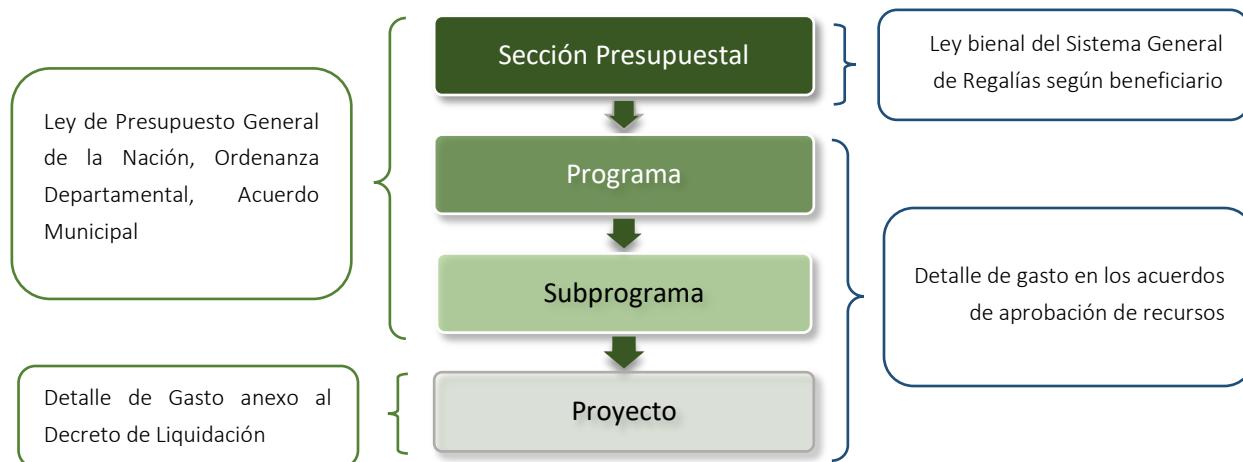 Sección Presupuestal
Ley bienal del Sistema General
de Regalías según beneficiario
Ley de Presupuesto General
de la Nación, Ordenanza
Departamental, Acuerdo
Municipal
Programa
Subprograma
Detalle de gasto en los acuerdos
de aprobación de recursos
Detalle de Gasto anexo al
Decreto de Liquidación
Proyecto